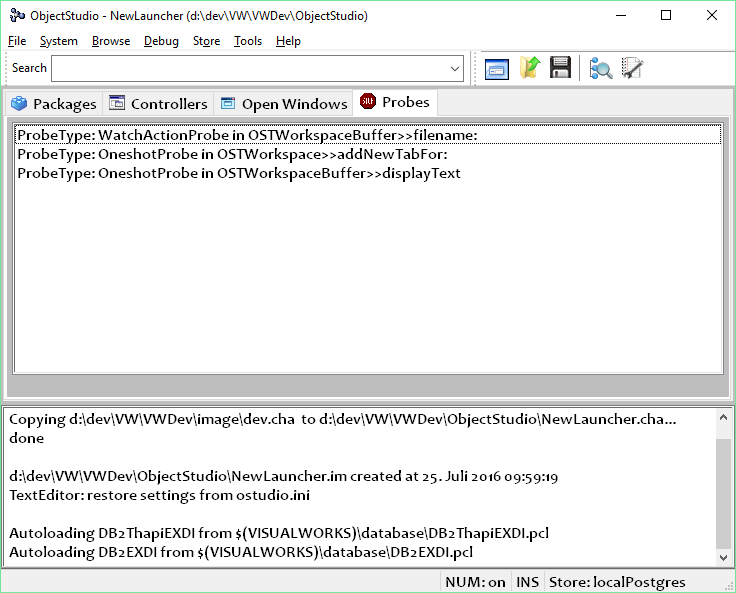 ObjectStudio - NewLauncher (d:\dev\VW\VWDev\ObjectStudio)
File System Browse Debug Store Tools Help
Search
Packages Controllers Open Windows Probes
ProbeType: WatchActionProbe in OSTWorkspaceBuffer>>filename:
ProbeType: OneshotProbe in OSTWorkspace>>addNewTabFor:
ProbeType: OneshotProbe in OSTWorkspaceBuffer>>displayText
Copying d:\dev\VW\VWDev\image\dev.cha  to d:\dev\VW\VWDev\ObjectStudio\NewLauncher.cha...
done
d:\dev\VW\VWDev\ObjectStudio\NewLauncher.im created at 25. Juli 2016 09:59:19
TextEditor: restore settings from ostudio.ini
Autoloading DB2ThapiEXDI from $(VISUALWORKS)\database\DB2ThapiEXDI.pcl
Autoloading DB2EXDI from $(VISUALWORKS)\database\DB2EXDI.pcl
NUM: on INS Store: localPostgres